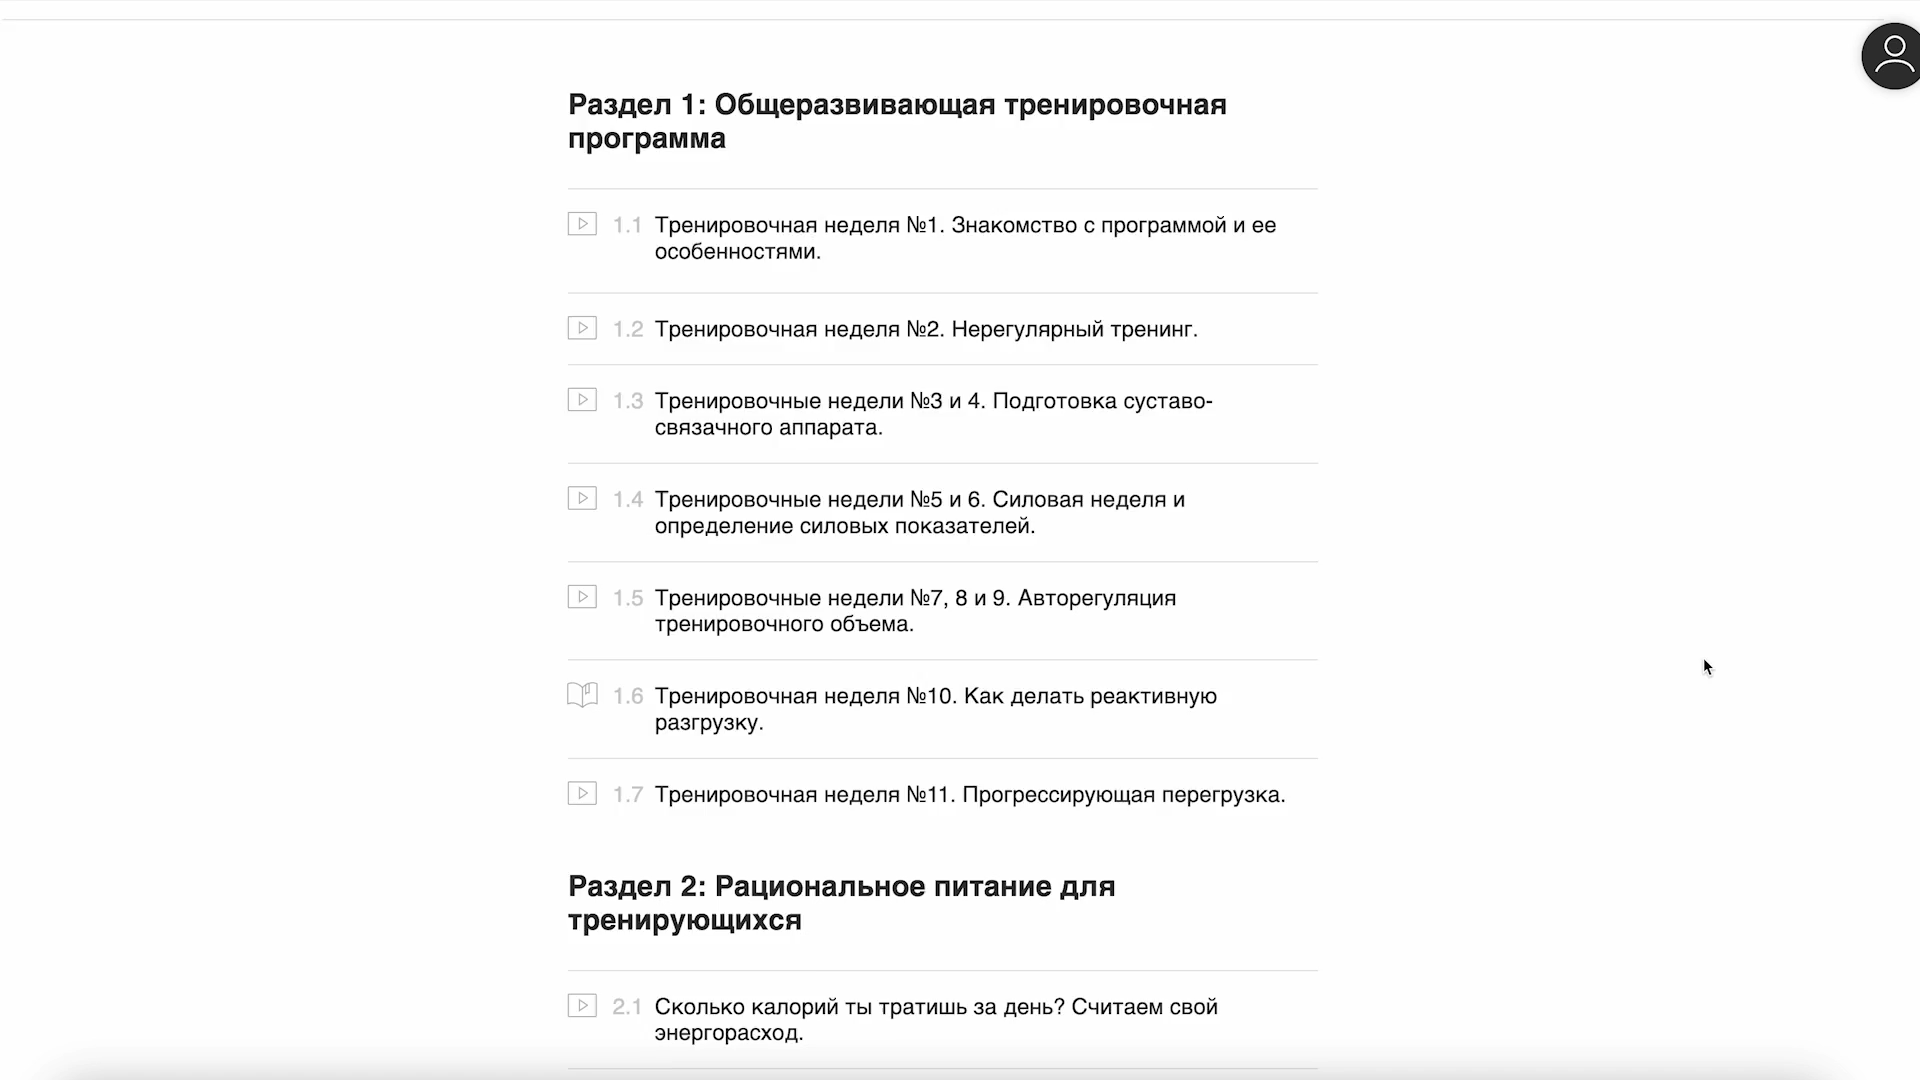 Раздел 1: Общеразвивающая тренировочная
программа
1.1 Тренировочная неделя №1. Знакомство с программой и ее
особенностями.
1.2 Тренировочная неделя №2. Нерегулярный тренинг.
1.3 Тренировочные недели №3 и 4. Подготовка суставо-
связачного аппарата.
1.4 Тренировочные недели №5 и 6. Силовая неделя и
определение силовых показателей.
1.5 Тренировочные недели №7, 8 и 9. Авторегуляция
тренировочного объема.
1.6 Тренировочная неделя №10. Как делать реактивную
разгрузку.
1.7 Тренировочная неделя №11. Прогрессирующая перегрузка.
Раздел 2: Рациональное питание для
тренирующихся
2.1 Сколько калорий ты тратишь за день? Считаем свой
энергорасход.